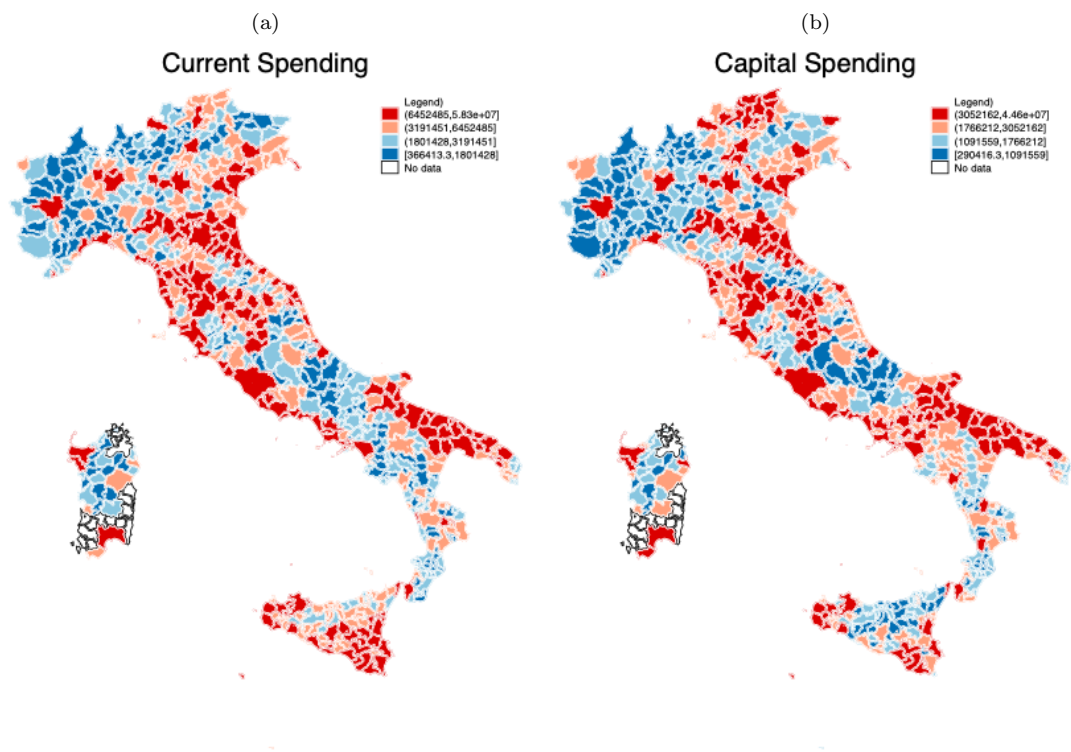 (a)
Current Spending
Legend)
(6452485,5.83e+07]
(3191451,6452485]
(1801428,3191451]
[366413.3,1801428]
No data
(b)
Capital Spending
Legend)
(3052162,4.46e+07]
(1766212,3052162]
(1091559,1766212]
[290416.3,1091559]
No data